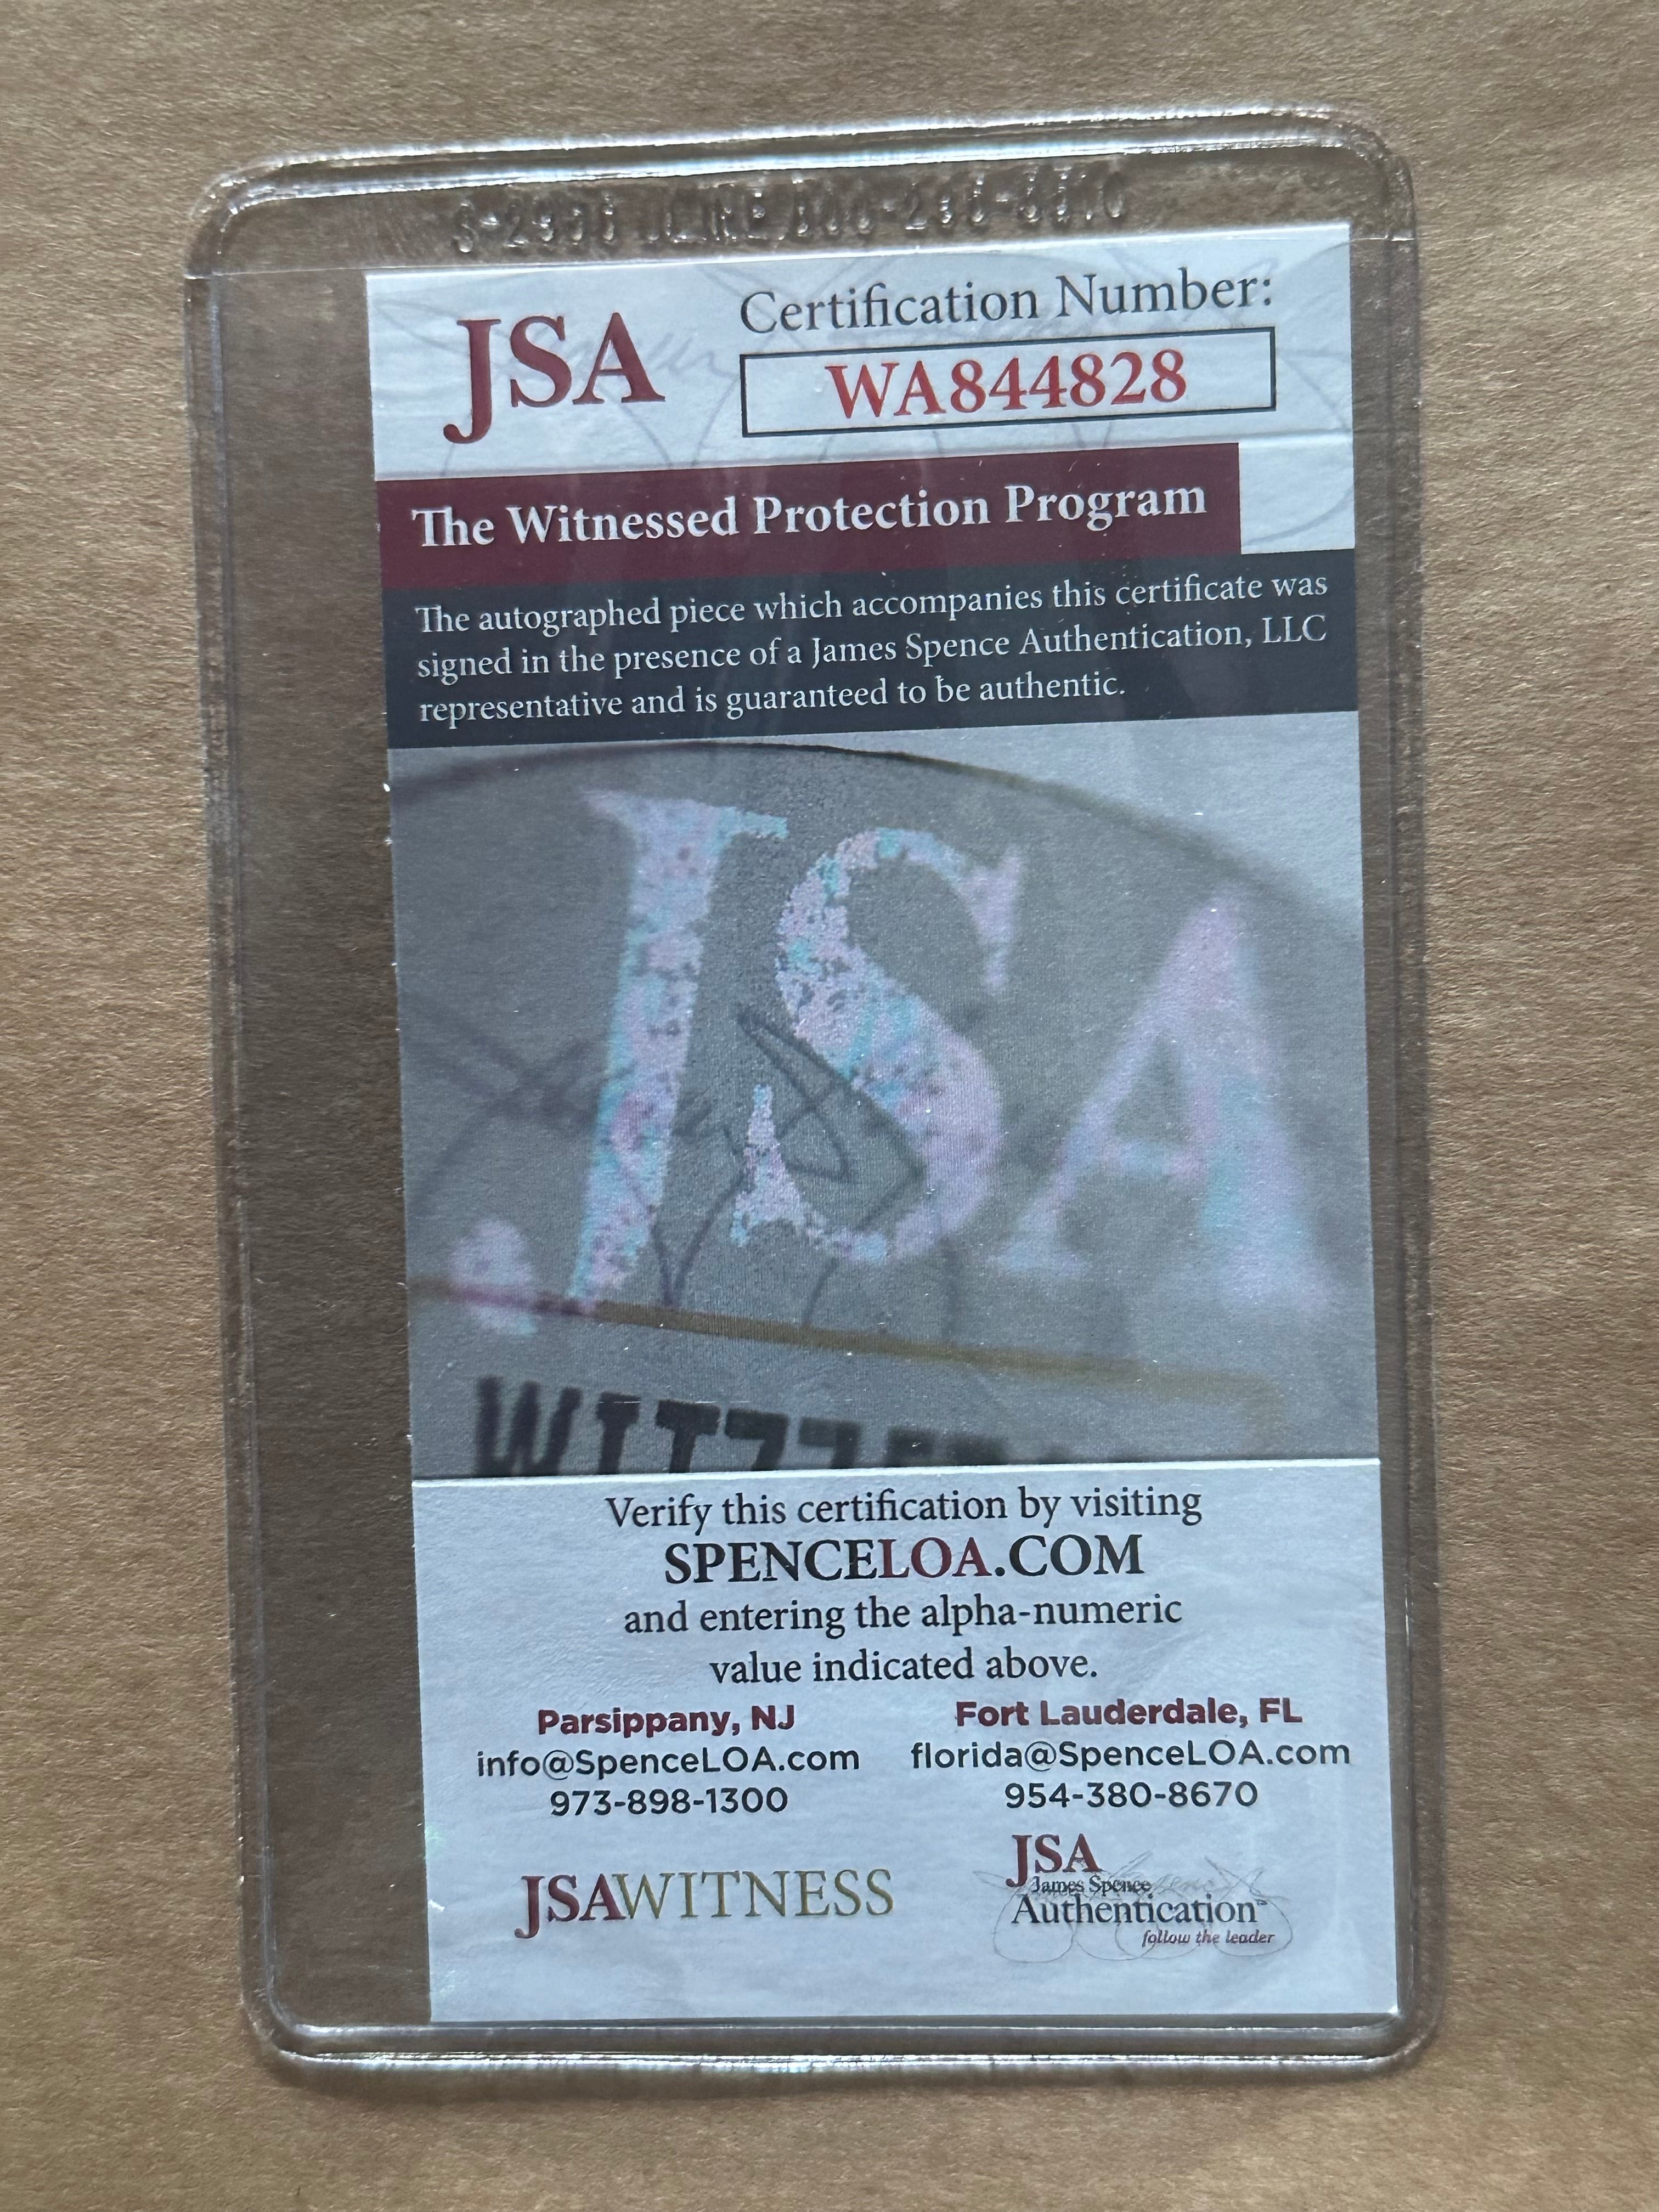 JSA
Certification Number:
WA844828
The Witnessed Protection Program
The autographed piece which accompanies this certificate was
signed in the presence of a James Spence Authentication, LLC
representative and is guaranteed to be authentic.
JSA
Verify this certification by visiting
SPENCELOA.COM
and entering the alpha-numeric
value indicated above.
Parsippany, NJ
info@SpenceLOA.com
973-898-1300
Fort Lauderdale, FL
florida@SpenceLOA.com
954-380-8670
JSAWITNESS
JSA
James Spence
Authentication™
follow the leader